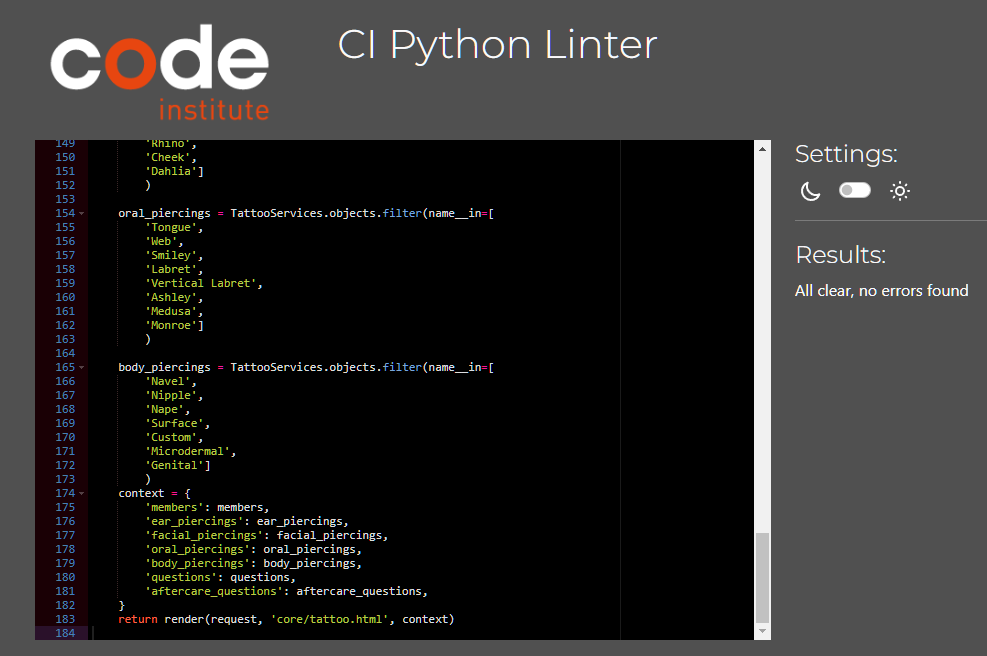 code
institute
CI Python Linter
149 'Rhino',
150 'Cheek',
151 'Dahlia']
152 )
153
154 oral_piercings = TattooServices.objects.filter(name__in=[
155 'Tongue',
156 'Web',
157 'Smiley',
158 'Labret',
159 'Vertical Labret',
160 'Ashley',
161 'Medusa',
162 'Monroe']
163 )
164
165 body_piercings = TattooServices.objects.filter(name__in=[
166 'Navel',
167 'Nipple',
168 'Nape',
169 'Surface',
170 'Custom',
171 'Microdermal',
172 'Genital']
173 )
174 context = {
175 'members': members,
176 'ear_piercings': ear_piercings,
177 'facial_piercings': facial_piercings,
178 'oral_piercings': oral_piercings,
179 'body_piercings': body_piercings,
180 'questions': questions,
181 'aftercare_questions': aftercare_questions,
182 }
183 return render(request, 'core/tattoo.html', context)
184
Settings:
Results:
All clear, no errors found